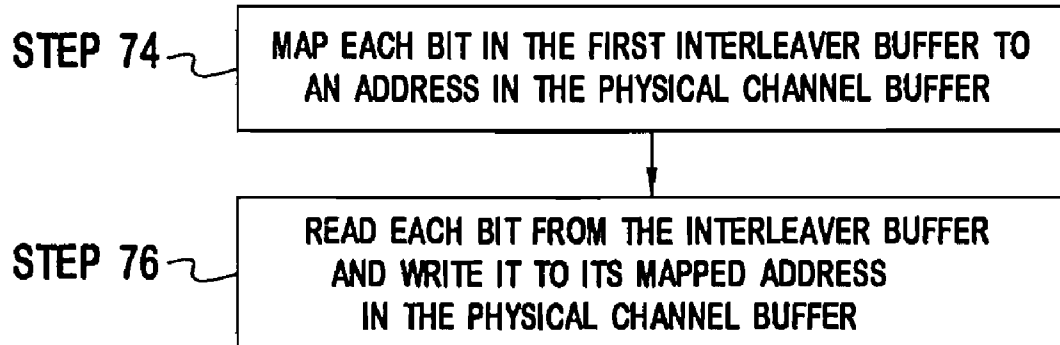 STEP 74
MAP EACH BIT IN THE FIRST INTERLEAVER BUFFER TO
AN ADDRESS IN THE PHYSICAL CHANNEL BUFFER
STEP 76
READ EACH BIT FROM THE INTERLEAVER BUFFER
AND WRITE IT TO ITS MAPPED ADDRESS
IN THE PHYSICAL CHANNEL BUFFER